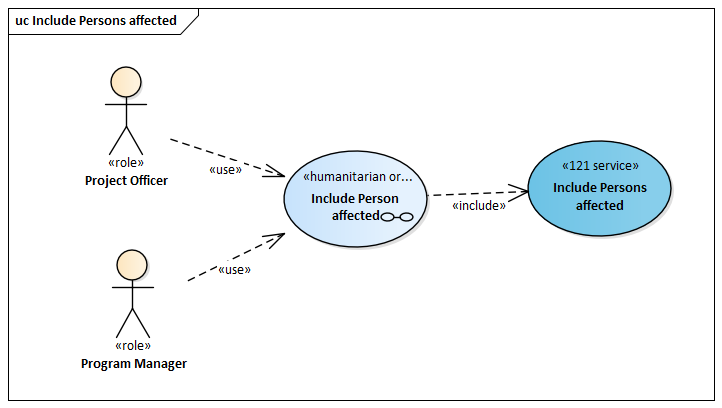 uc Include Persons affected
«role»
Project Officer
«use»
«humanitarian or...
Include Person
affected
«include»
«121 service»
Include Persons
affected
«use»
«role»
Program Manager